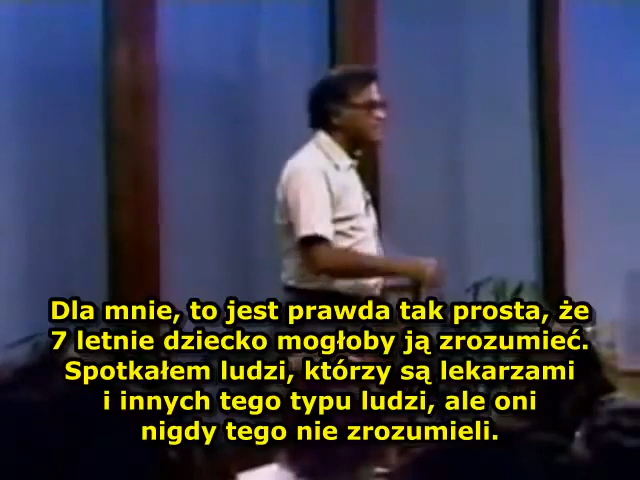 Dla mnie, to jest prawda tak prosta, że
7 letnie dziecko mogłoby ją zrozumieć.
Spotkałem ludzi, którzy są lekarzami
i innych tego typu ludzi, ale oni
nigdy tego nie zrozumieli.